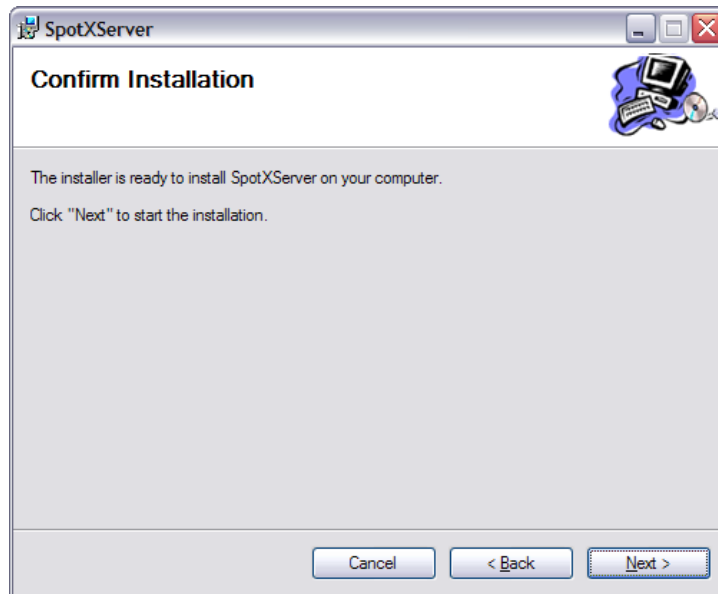 SpotXServer
Confirm Installation
The installer is ready to install SpotXServer on your computer.
Click "Next" to start the installation.
Cancel
< Back
Next >